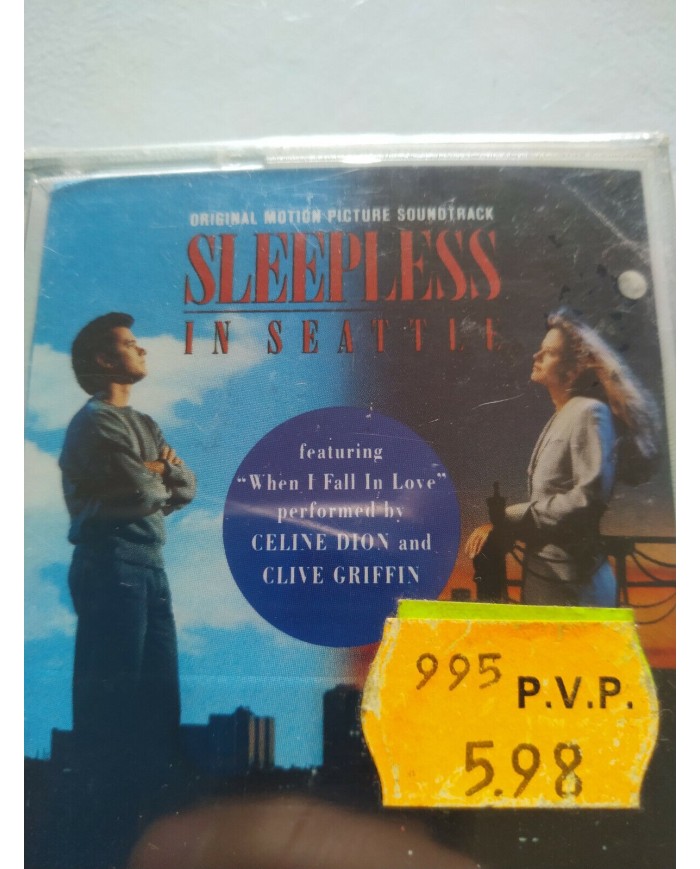 ORIGINAL MOTION PICTURE SOUNDTRACK
SLEEPLESS
IN SEATTLE
featuring
"When I Fall In Love"
performed by
CELINE DION and
CLIVE GRIFFIN
995 P.V.P.
5.98